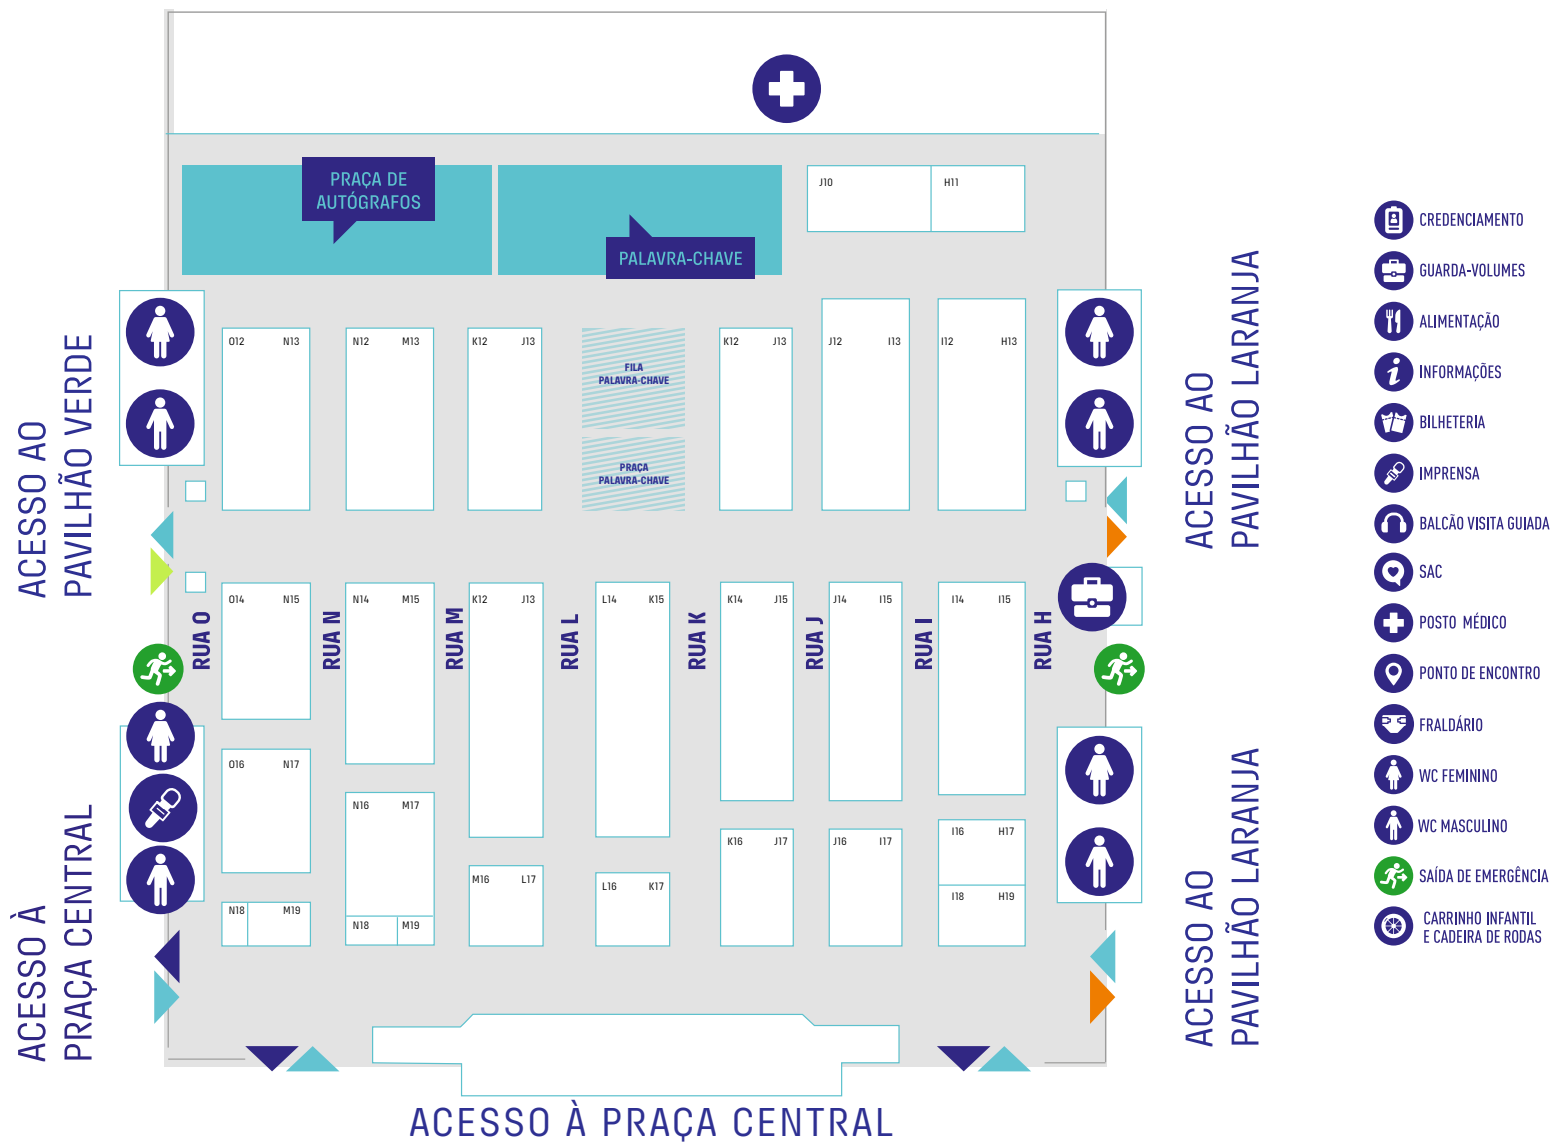 PRAÇA DE
AUTÓGRAFOS
PALAVRA-CHAVE
J10
H11
ACESSO AO
PAVILHÃO VERDE
O12 N13
N12 M13
K12 J13
FILA
PALAVRA-CHAVE
PRAÇA
PALAVRA-CHAVE
K12 J13
J12 I13
I12 H13
ACESSO AO
PAVILHÃO LARANJA
RUA O
O14 N15
RUA N
N14 M15
RUA M
K12 J13
RUA L
L14 K15
RUA K
K14 J15
RUA J
J14 I15
RUA I
I14 I15
RUA H
O16 N17
N16 M17
M16 L17
L16 K17
K16 J17
J16 I17
I16 H17
I18 H19
N18 M19
N18 M19
ACESSO À
PRAÇA CENTRAL
ACESSO AO
PAVILHÃO LARANJA
ACESSO À PRAÇA CENTRAL
CREDENCIAMENTO
GUARDA-VOLUMES
ALIMENTAÇÃO
INFORMAÇÕES
BILHETERIA
IMPRENSA
BALCÃO VISITA GUIADA
SAC
POSTO MÉDICO
PONTO DE ENCONTRO
FRALDÁRIO
WC FEMININO
WC MASCULINO
SAÍDA DE EMERGÊNCIA
CARRINHO INFANTIL
E CADEIRA DE RODAS